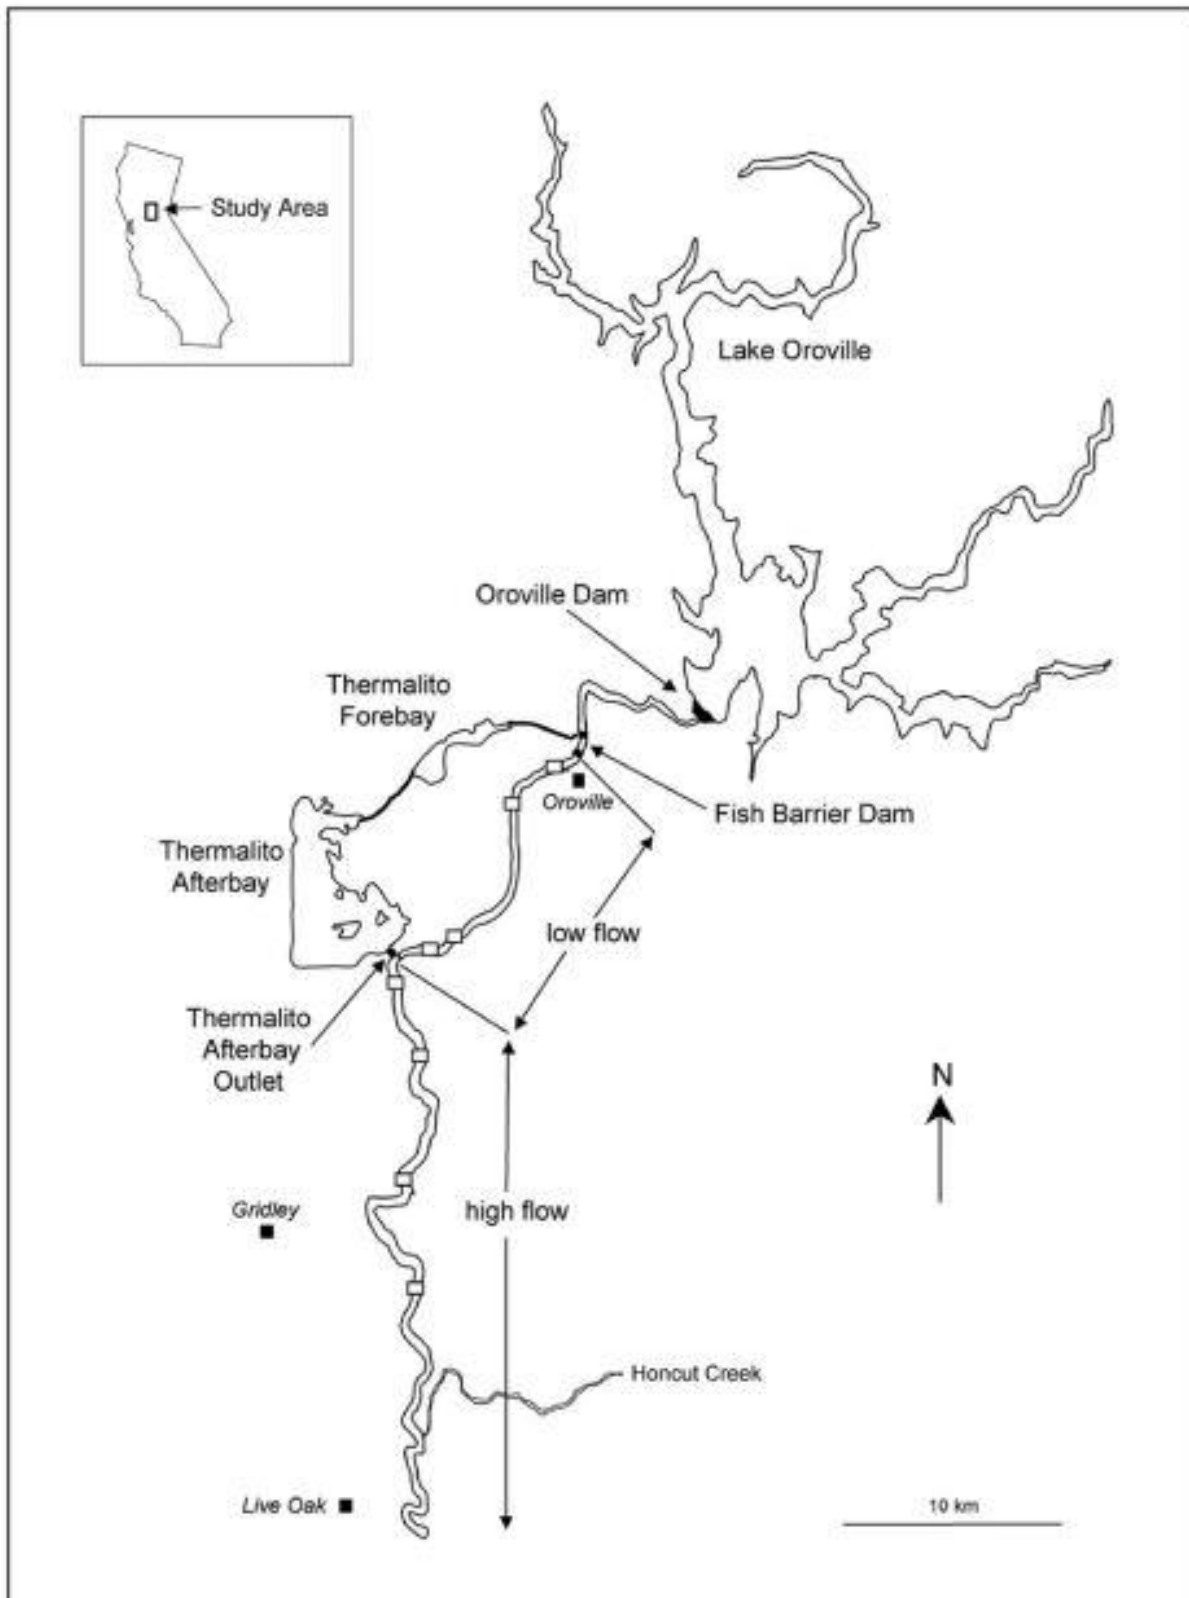 Study Area
Lake Oroville
Oroville Dam
Thermalito
Forebay
Oroville
Fish Barrier Dam
Thermalito
Afterbay
low flow
Thermalito
Afterbay
Outlet
N
high flow
Gridley
Honcut Creek
Live Oak
10 km